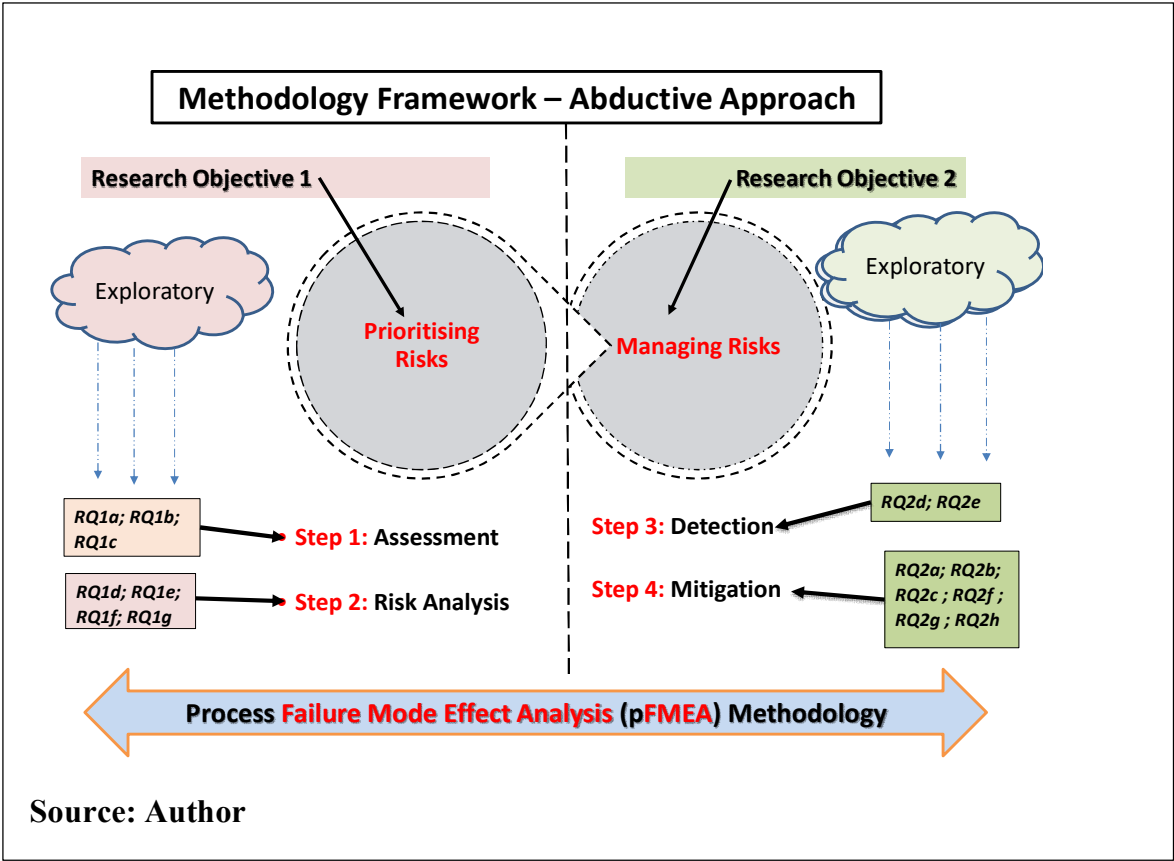 Methodology Framework – Abductive Approach
Research Objective 1
Research Objective 2
Exploratory
Exploratory
Prioritising
Risks
Managing Risks
RQ1a; RQ1b;
RQ1c
Step 1: Assessment
RQ1d; RQ1e;
RQ1f; RQ1g
Step 2: Risk Analysis
Step 3: Detection
RQ2d; RQ2e
Step 4: Mitigation
RQ2a; RQ2b;
RQ2c ; RQ2f ;
RQ2g ; RQ2h
Process Failure Mode Effect Analysis (pFMEA) Methodology
Source: Author